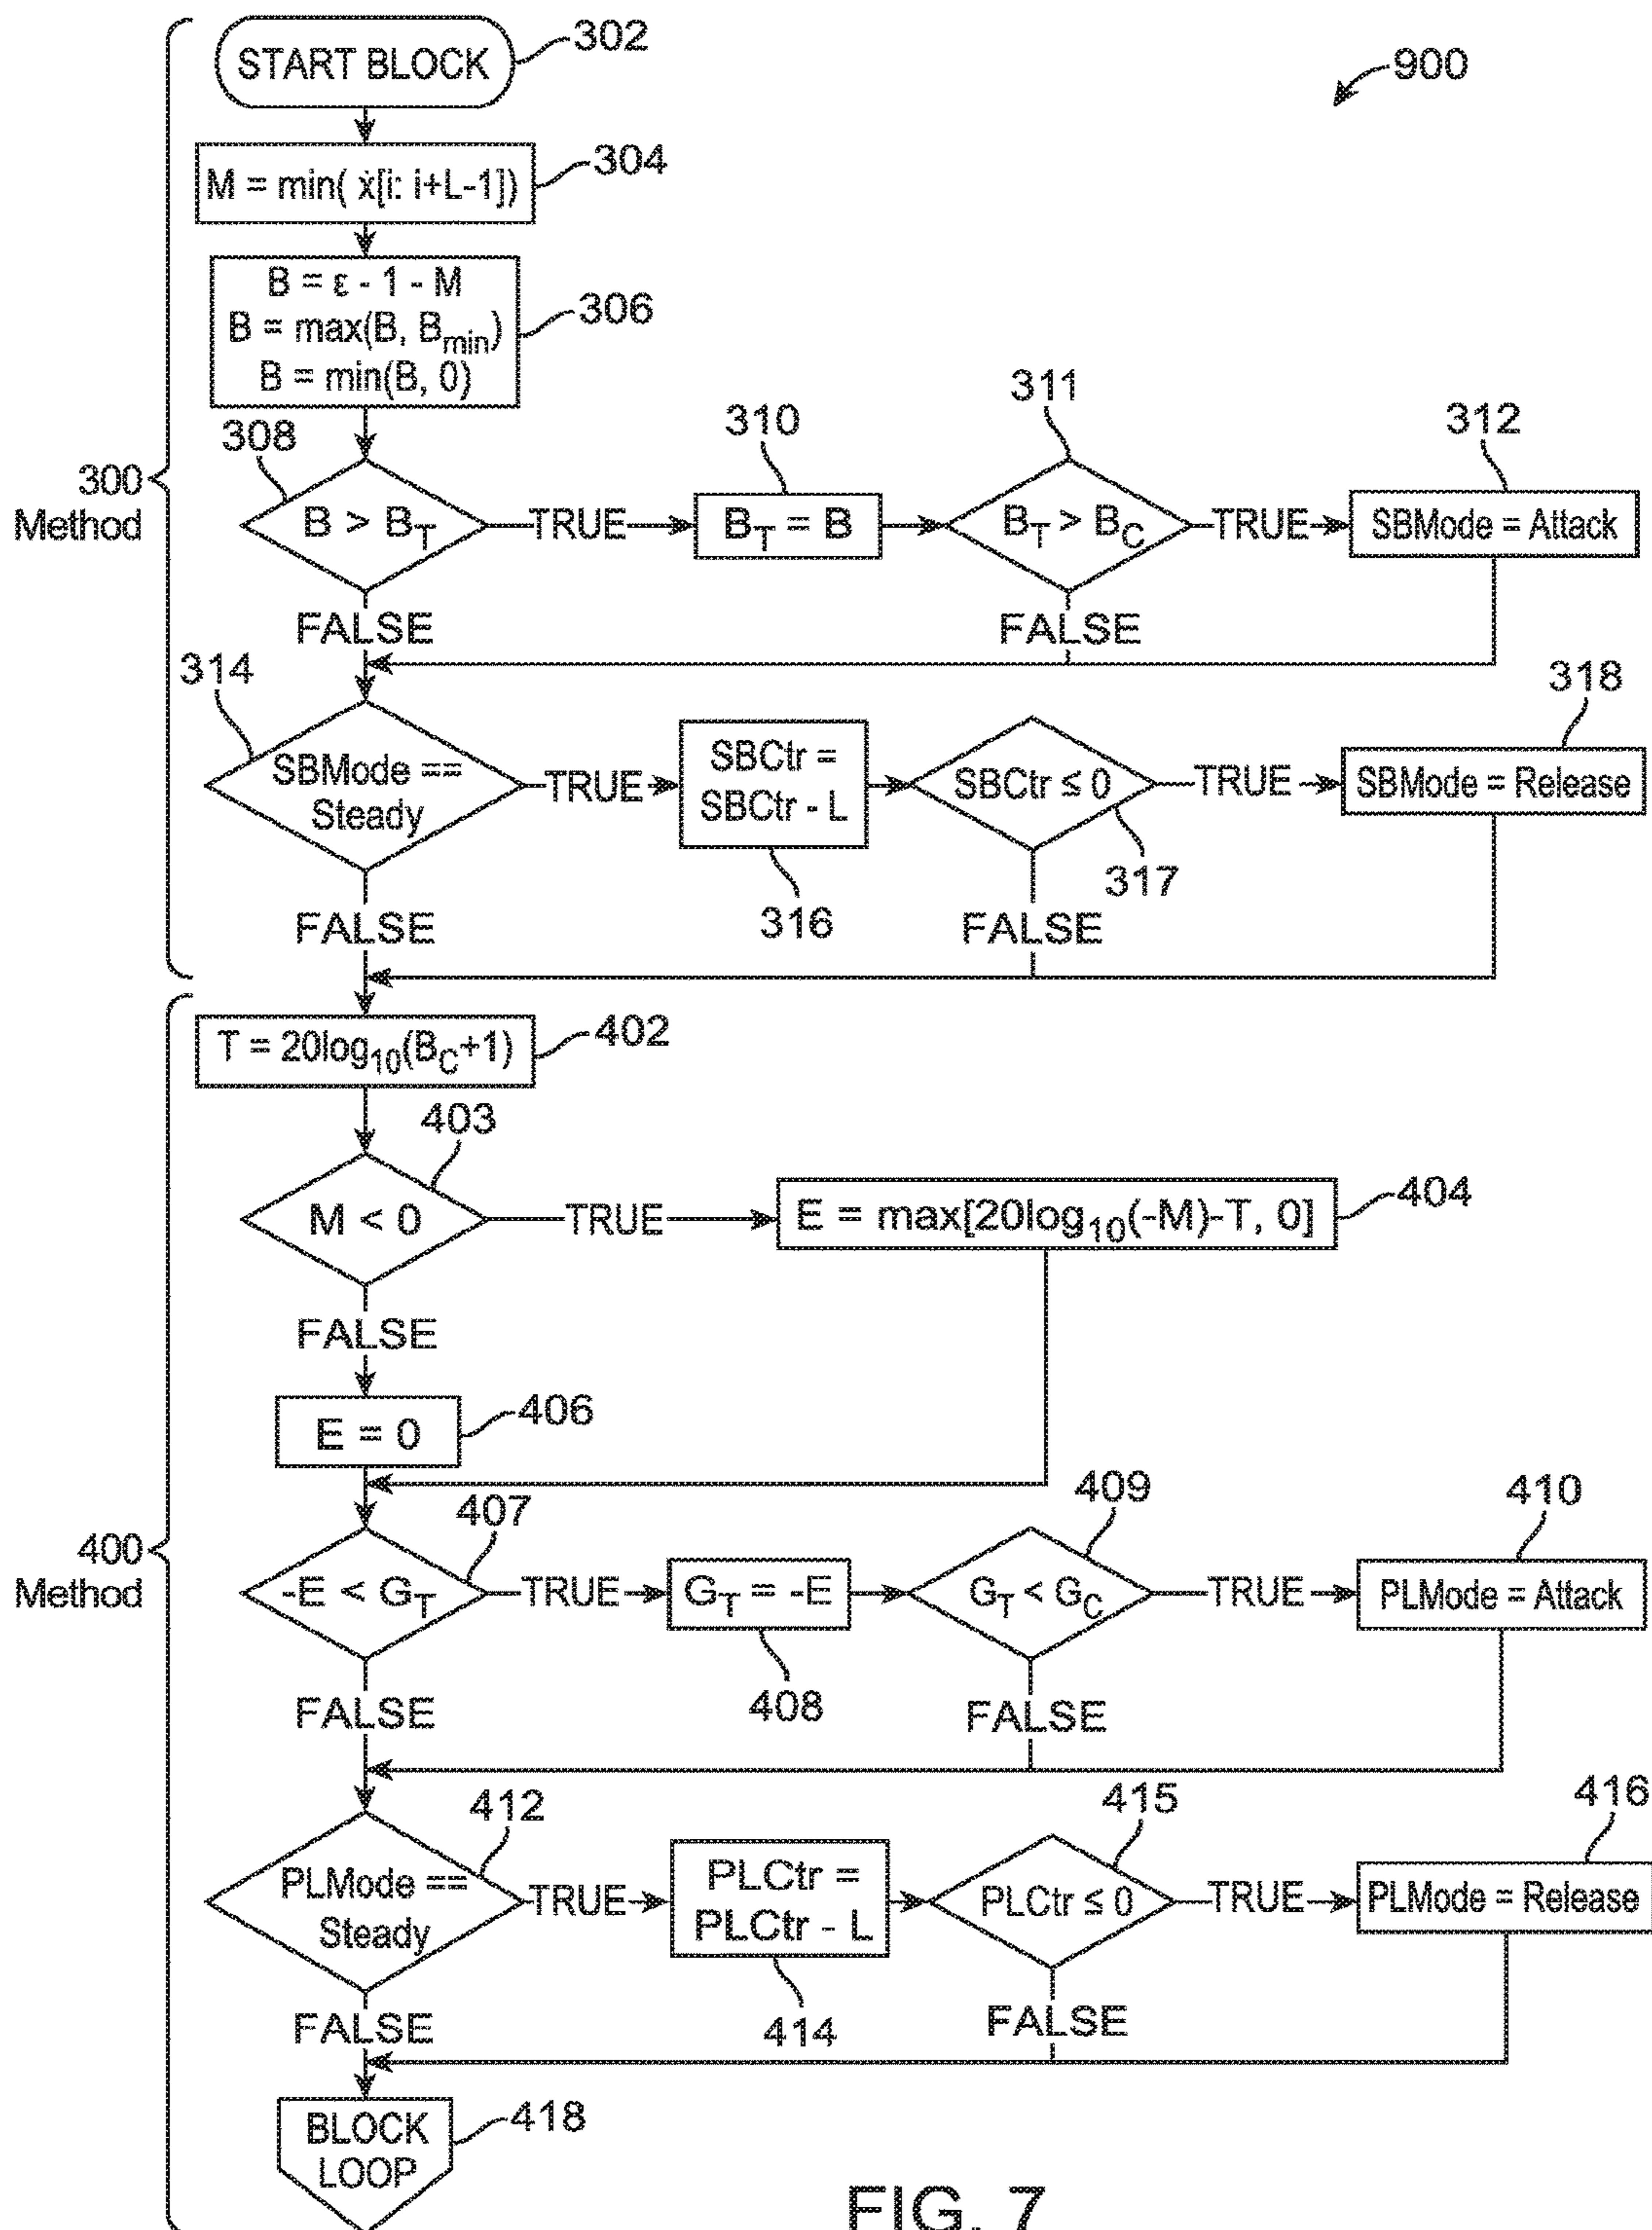 START BLOCK
302
900
M = min( ẋ[i: i+L-1])
304
B = ε - 1 - M
B = max(B, Bmin)
B = min(B, 0)
306
308
B > BT
TRUE
310
BT = B
311
BT > BC
TRUE
312
SBMode = Attack
300
Method
FALSE
FALSE
314
SBMode ==
Steady
TRUE
SBCtr =
SBCtr - L
316
SBCtr ≤ 0
317
TRUE
318
SBMode = Release
FALSE
FALSE
T = 20log10(BC+1)
402
403
M < 0
TRUE
E = max[20log10(-M)-T, 0]
404
FALSE
E = 0
406
400
Method
407
-E < GT
TRUE
GT = -E
408
409
GT < GC
TRUE
410
PLMode = Attack
FALSE
FALSE
412
PLMode ==
Steady
TRUE
PLCtr =
PLCtr - L
414
415
PLCtr ≤ 0
TRUE
416
PLMode = Release
FALSE
FALSE
BLOCK
LOOP
418
FIG. 7